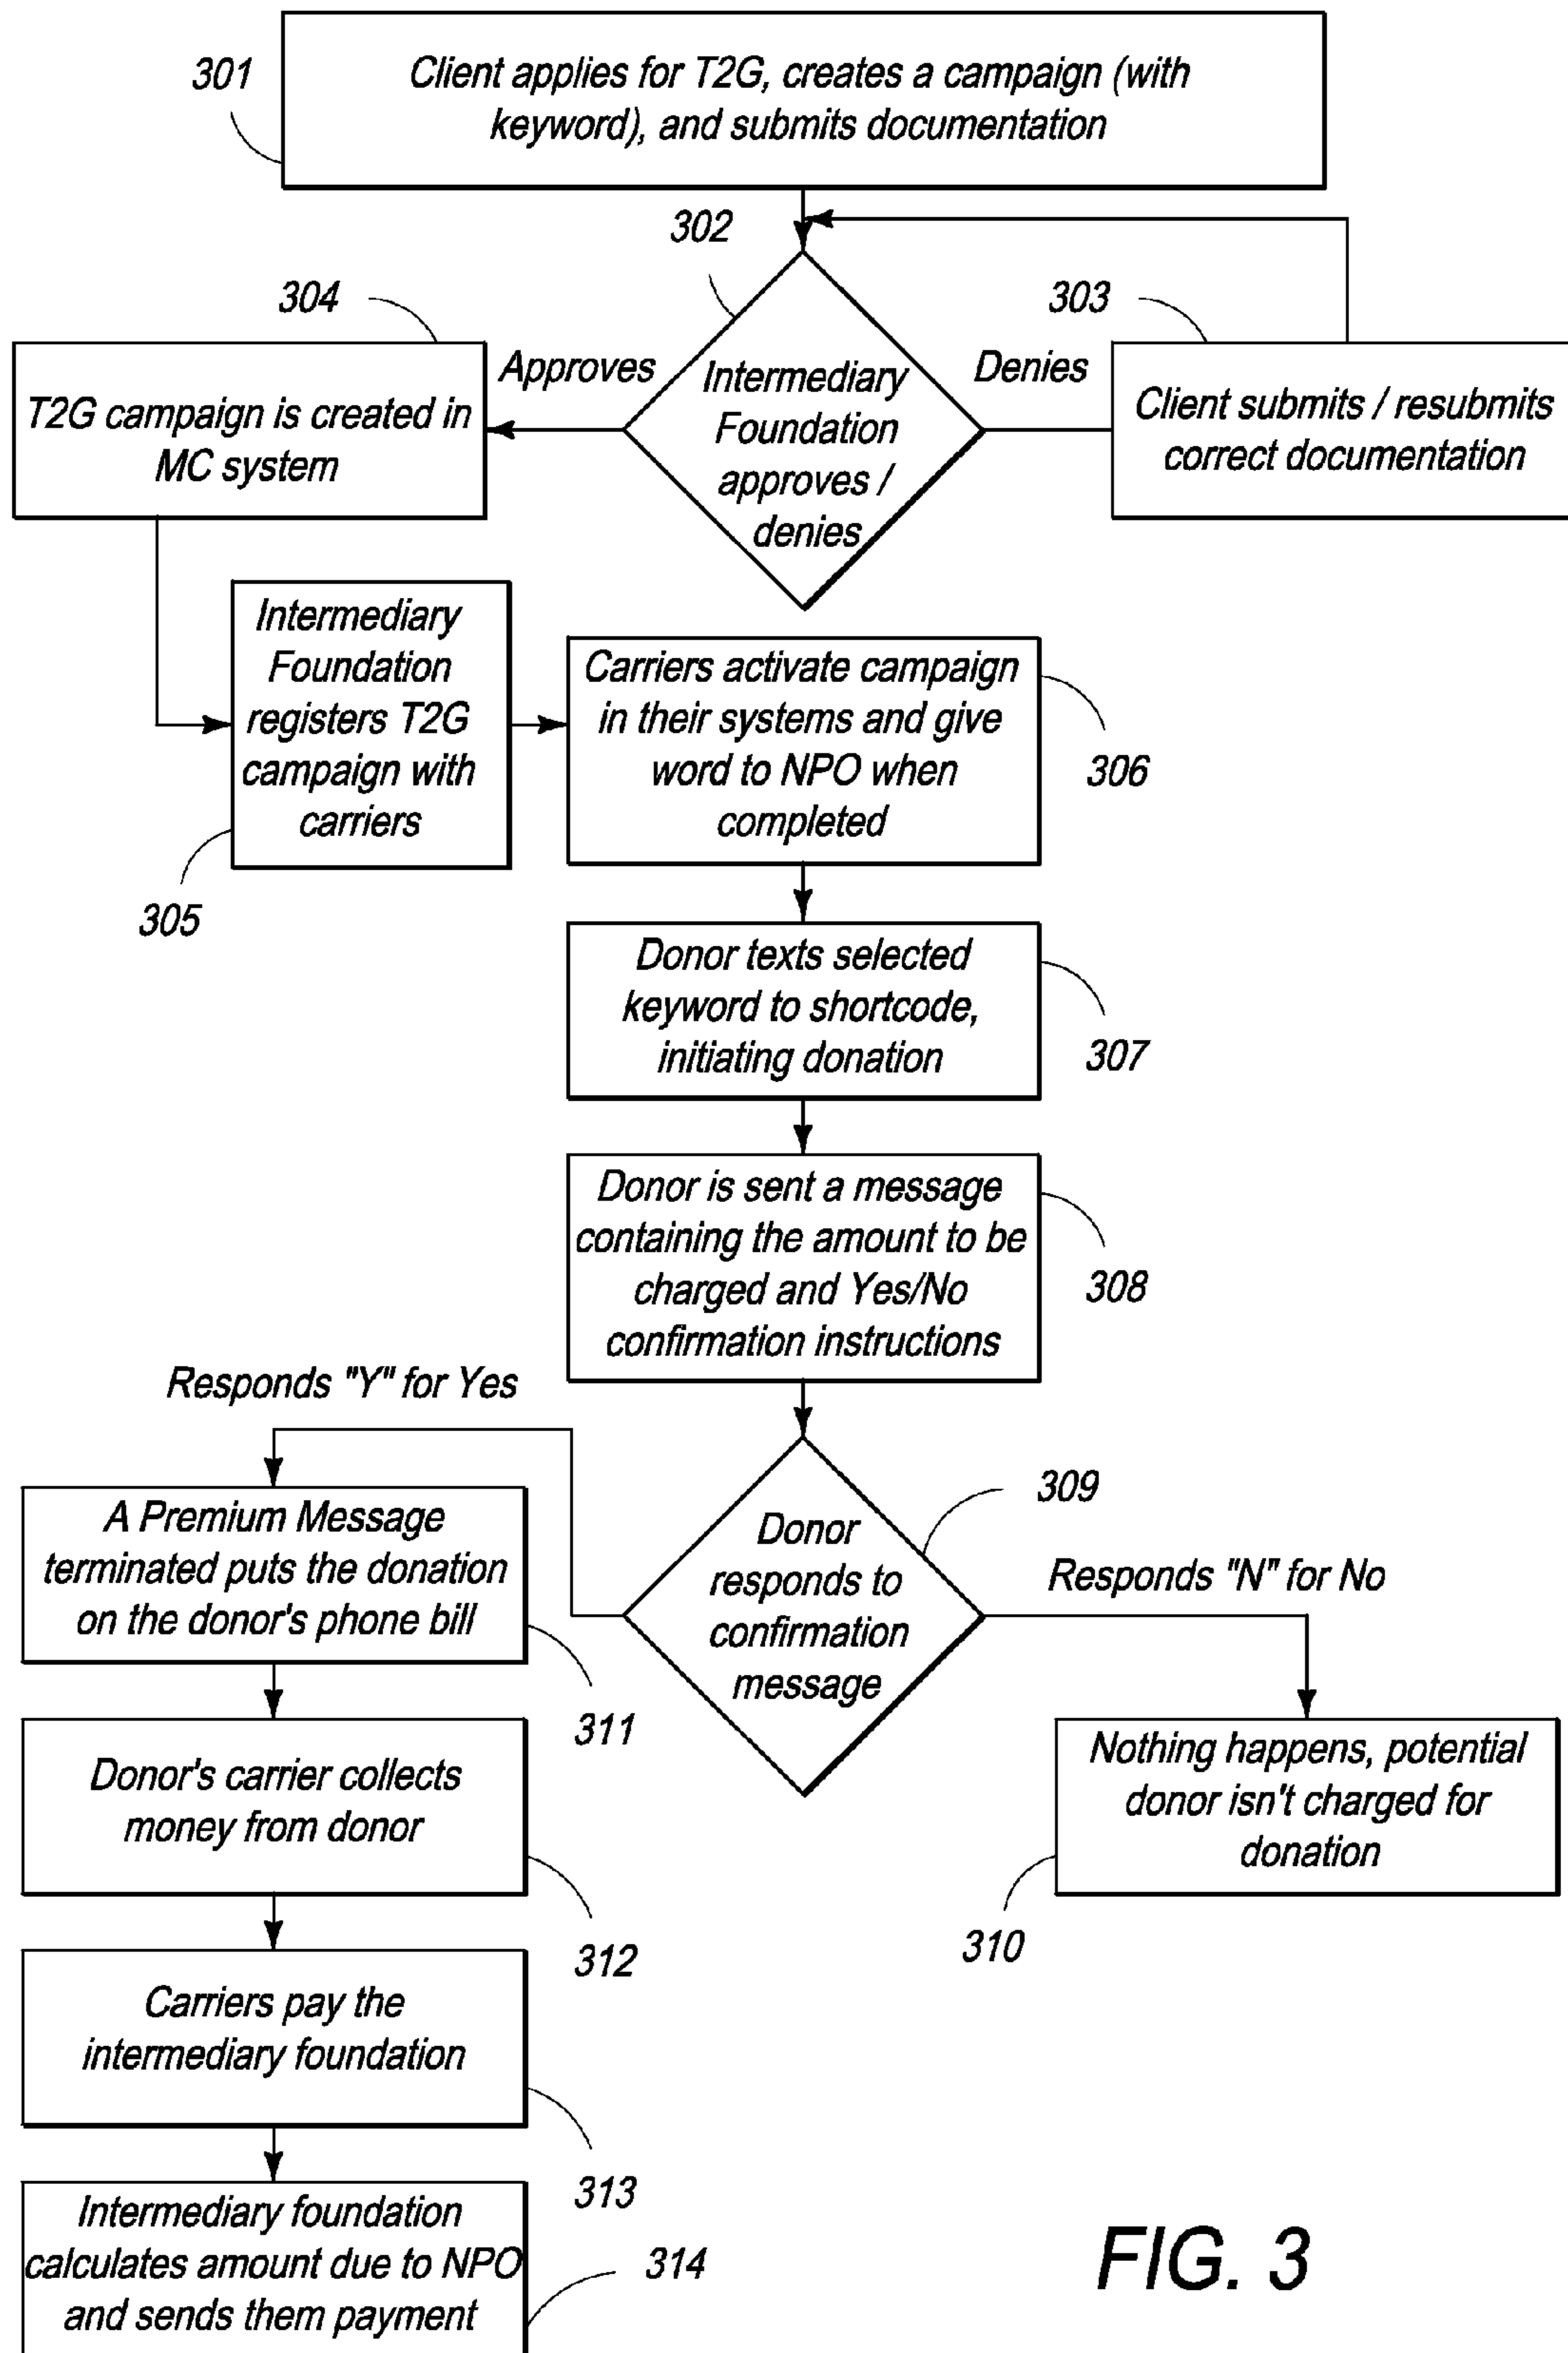 301
Client applies for T2G, creates a campaign (with
keyword), and submits documentation
302
304
303
Approves
Denies
T2G campaign is created in
MC system
Intermediary
Foundation
approves /
denies
Client submits / resubmits
correct documentation
Intermediary
Foundation
registers T2G
campaign with
carriers
305
Carriers activate campaign
in their systems and give
word to NPO when
completed
306
Donor texts selected
keyword to shortcode,
initiating donation
307
Donor is sent a message
containing the amount to be
charged and Yes/No
confirmation instructions
308
Responds "Y" for Yes
309
Donor
responds to
confirmation
message
Responds "N" for No
A Premium Message
terminated puts the donation
on the donor's phone bill
311
Nothing happens, potential
donor isn't charged for
donation
310
Donor's carrier collects
money from donor
312
Carriers pay the
intermediary foundation
313
Intermediary foundation
calculates amount due to NPO
and sends them payment
314
FIG. 3